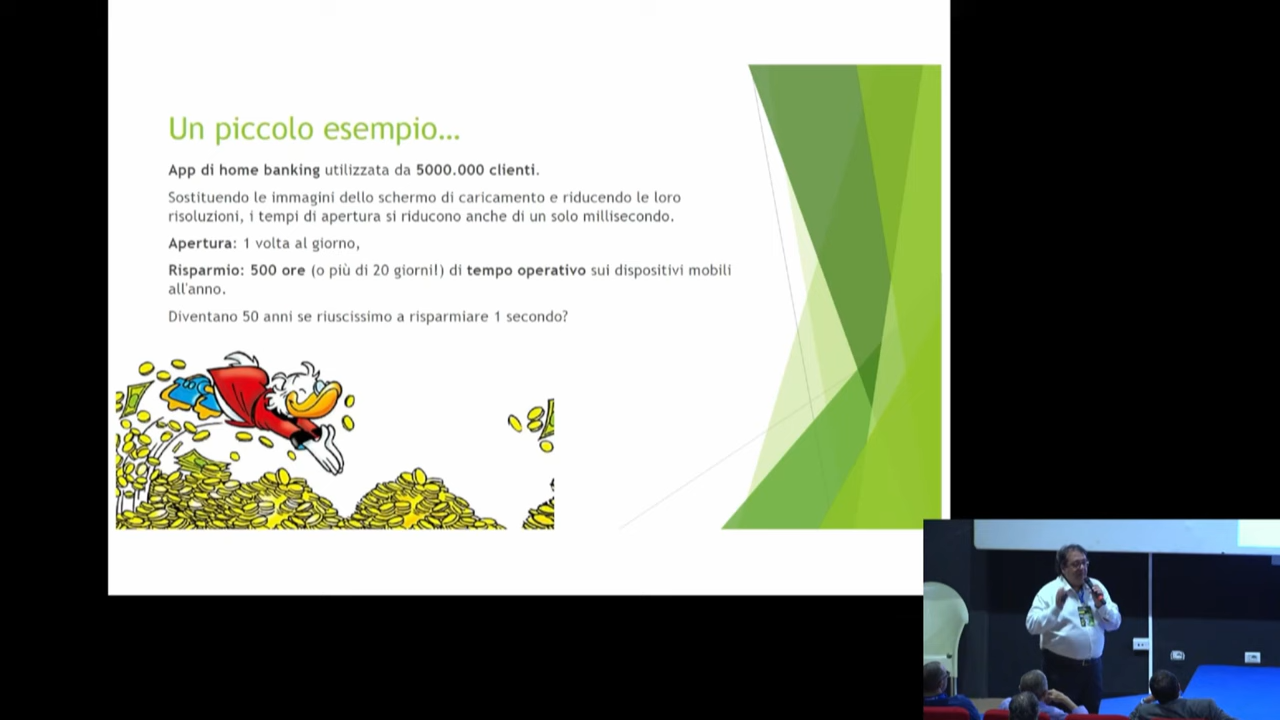 Un piccolo esempio...
App di home banking utilizzata da 5000.000 clienti.
Sostituendo le immagini dello schermo di caricamento e riducendo le loro
risoluzioni, i tempi di apertura si riducono anche di un solo millisecondo.
Apertura: 1 volta al giorno,
Risparmio: 500 ore (o più di 20 giorni!) di tempo operativo sui dispositivi mobili
all'anno.
Diventano 50 anni se riuscissimo a risparmiare 1 secondo?